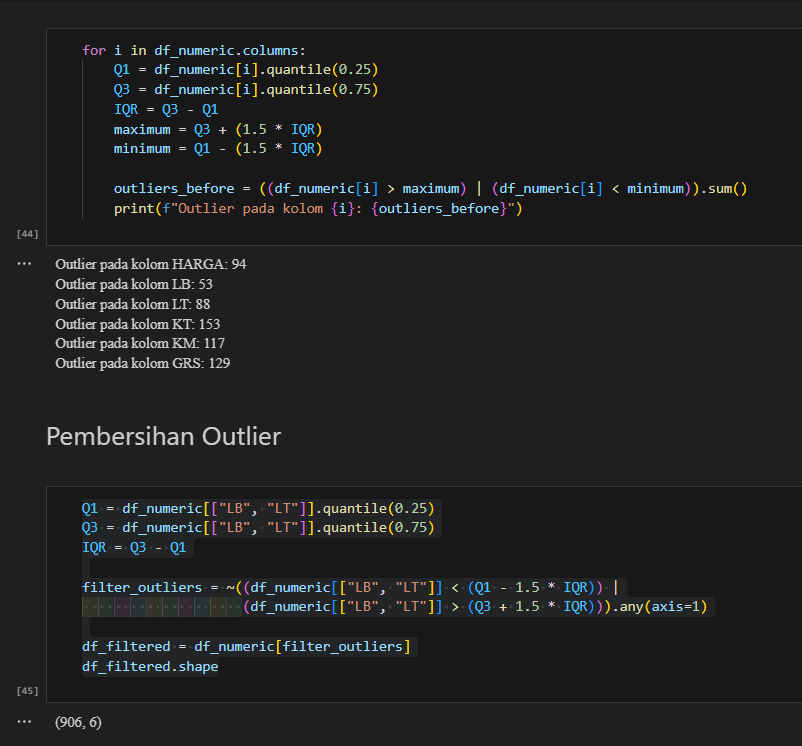 for i in df_numeric.columns:
    Q1 = df_numeric[i].quantile(0.25)
    Q3 = df_numeric[i].quantile(0.75)
    IQR = Q3 - Q1
    maximum = Q3 + (1.5 * IQR)
    minimum = Q1 - (1.5 * IQR)

    outliers_before = ((df_numeric[i] > maximum) | (df_numeric[i] < minimum)).sum()
    print(f"Outlier pada kolom {i}: {outliers_before}")
[44]
... Outlier pada kolom HARGA: 94
Outlier pada kolom LB: 53
Outlier pada kolom LT: 88
Outlier pada kolom KT: 153
Outlier pada kolom KM: 117
Outlier pada kolom GRS: 129
Pembersihan Outlier
Q1 = df_numeric[["LB", "LT"]].quantile(0.25)
Q3 = df_numeric[["LB", "LT"]].quantile(0.75)
IQR = Q3 - Q1

filter_outliers = ~((df_numeric[["LB", "LT"]] < (Q1 - 1.5 * IQR)) |
                    (df_numeric[["LB", "LT"]] > (Q3 + 1.5 * IQR))).any(axis=1)

df_filtered = df_numeric[filter_outliers]
df_filtered.shape
[45]
... (906, 6)